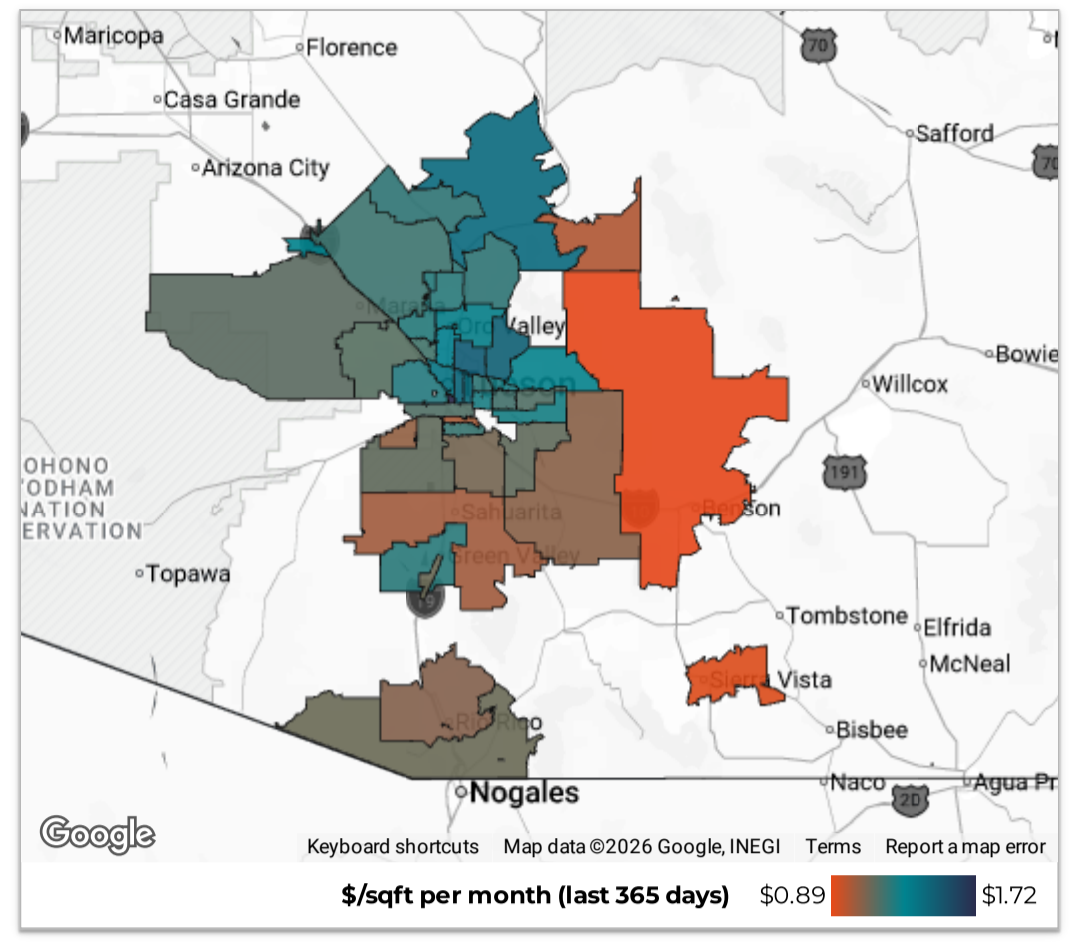 Maricopa
Florence
70
Casa Grande
Safford
70
Arizona City
Marana
Oro Valley
Bowie
Tucson
Willcox
OHONO
'ODHAM
NATION
ERVATION
191
Benson
Sahuarita
Green Valley
Topawa
19
Tombstone
Elfrida
McNeal
Sierra Vista
Rio Rico
Bisbee
Naco
Agua Pr
20
Nogales
Google
Keyboard shortcuts Map data ©2026 Google, INEGI Terms Report a map error
$/sqft per month (last 365 days) $0.89 $1.72